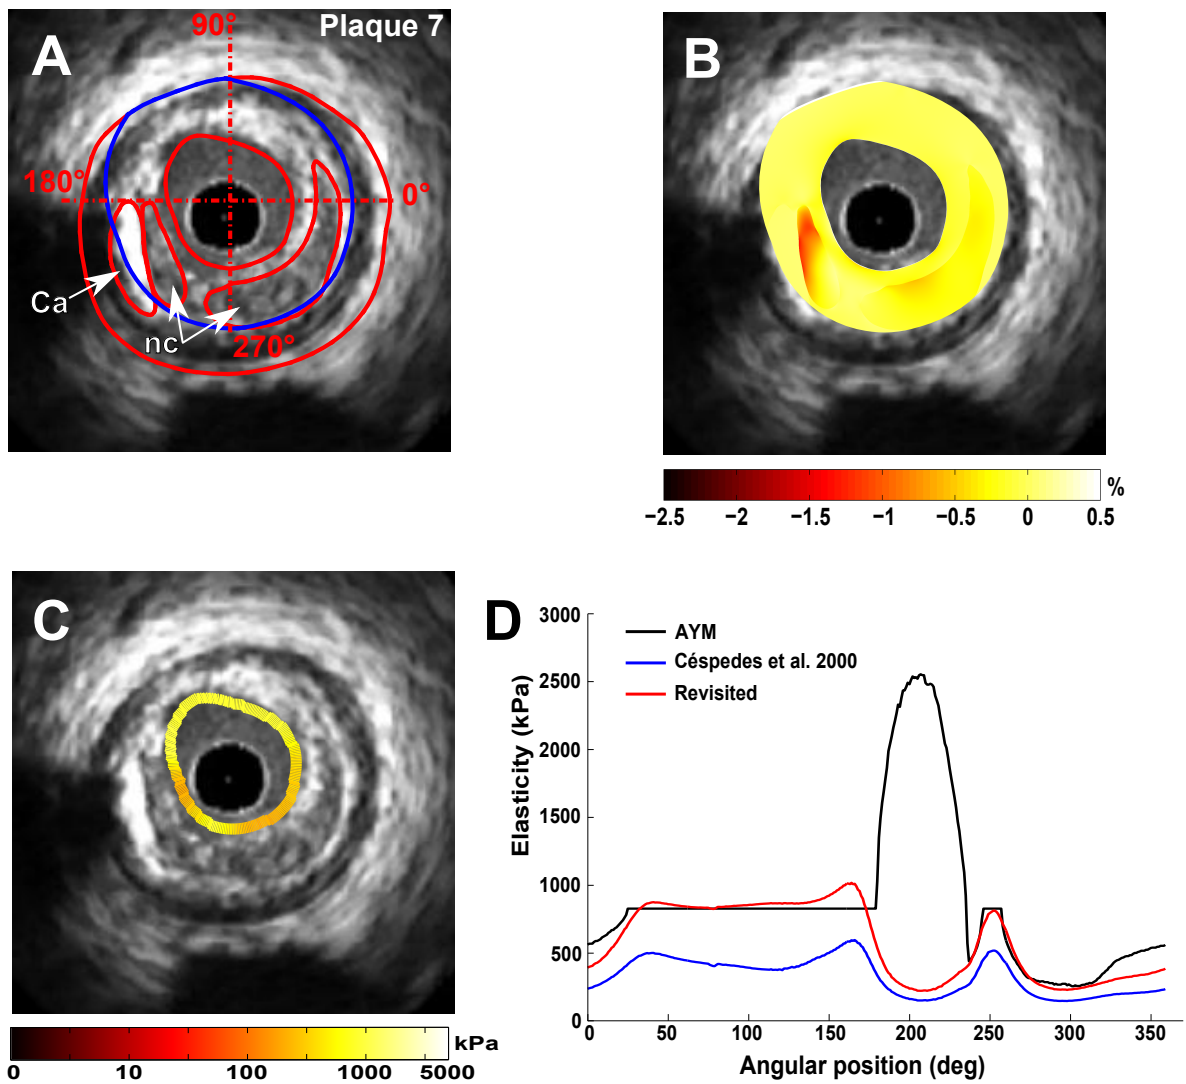 A
90°
Plaque 7
180°
0°
Ca
nc
270°
B
%
−2.5 −2 −1.5 −1 −0.5 0 0.5
C
kPa
0 10 100 1000 5000
D
AYM
Céspedes et al. 2000
Revisited
Elasticity (kPa)
3000
2500
2000
1500
1000
500
0
0 50 100 150 200 250 300 350
Angular position (deg)